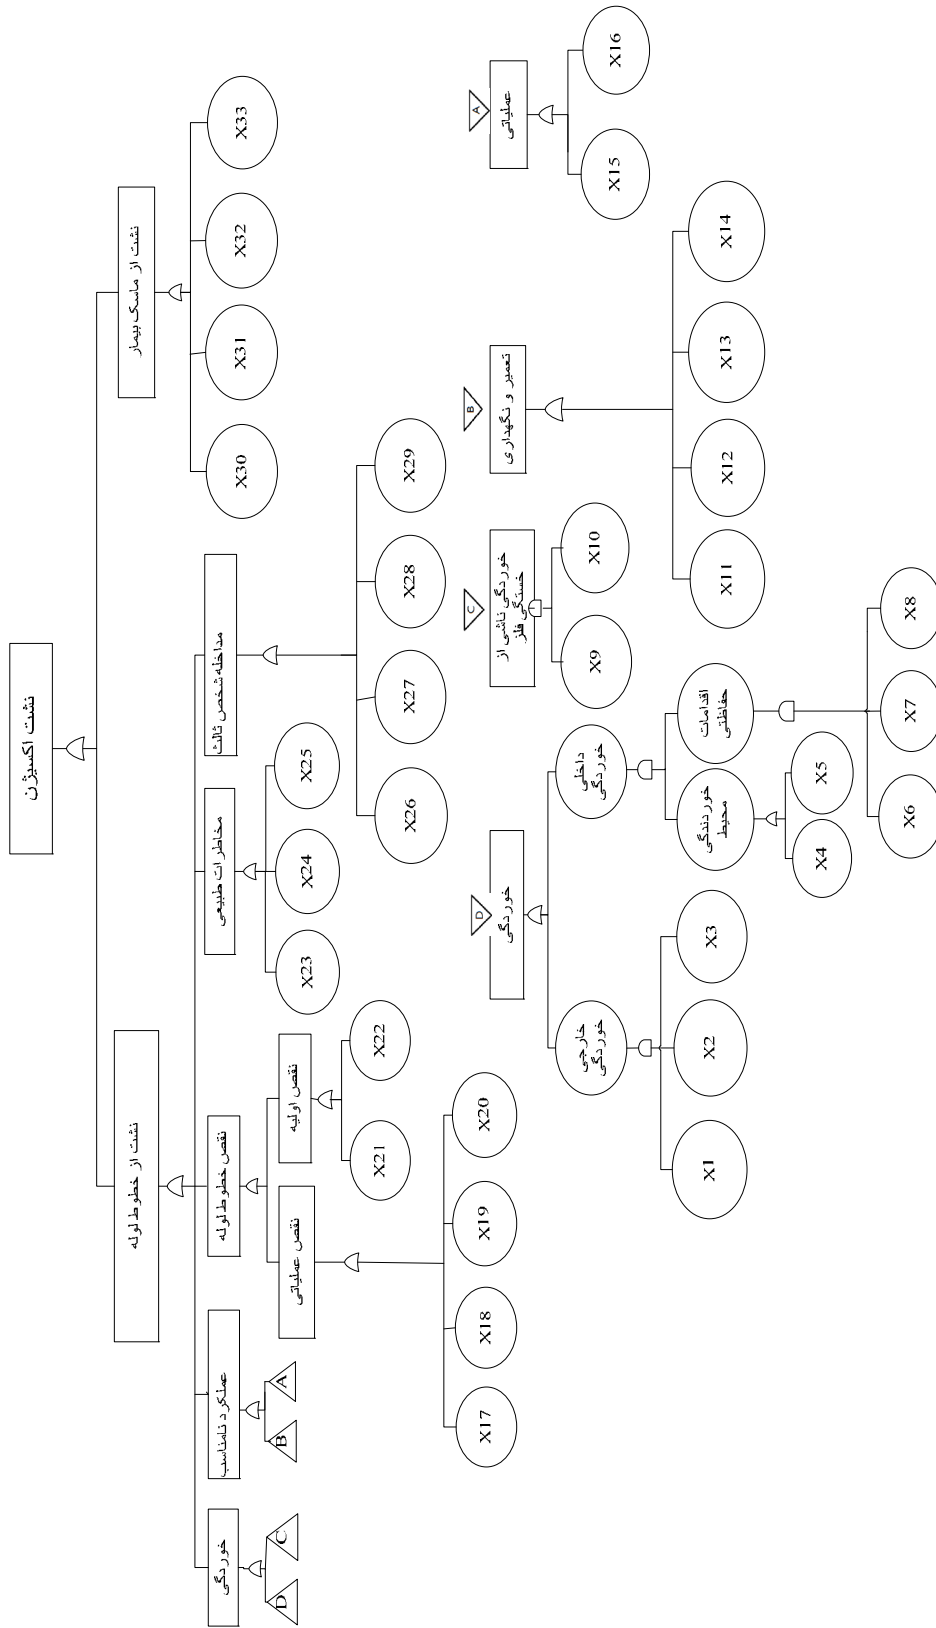 نشت اکسیژن
نشت از خطوط لوله
نشت از ماسک بیمار
خوردگی
عملکرد نامناسب
نقص خطوط لوله
مخاطرات طبیعی
مداخله شخص ثالث
X30
X31
X32
X33
D
C
B
A
نقص عملیاتی
نقص اولیه
X23
X24
X25
X21
X22
X26
X27
X28
X29
X17
X18
X19
X20
D
خوردگی
C
خوردگی ناشی از
خستگی فلز
B
تعمیر و نگهداری
A
عملیاتی
خوردگی
خارجی
خوردگی
داخلی
X9
X10
X15
X16
X1
X2
X3
محیط
خوردندگی
اقدامات
حفاظتی
X11
X12
X13
X14
X4
X5
X6
X7
X8